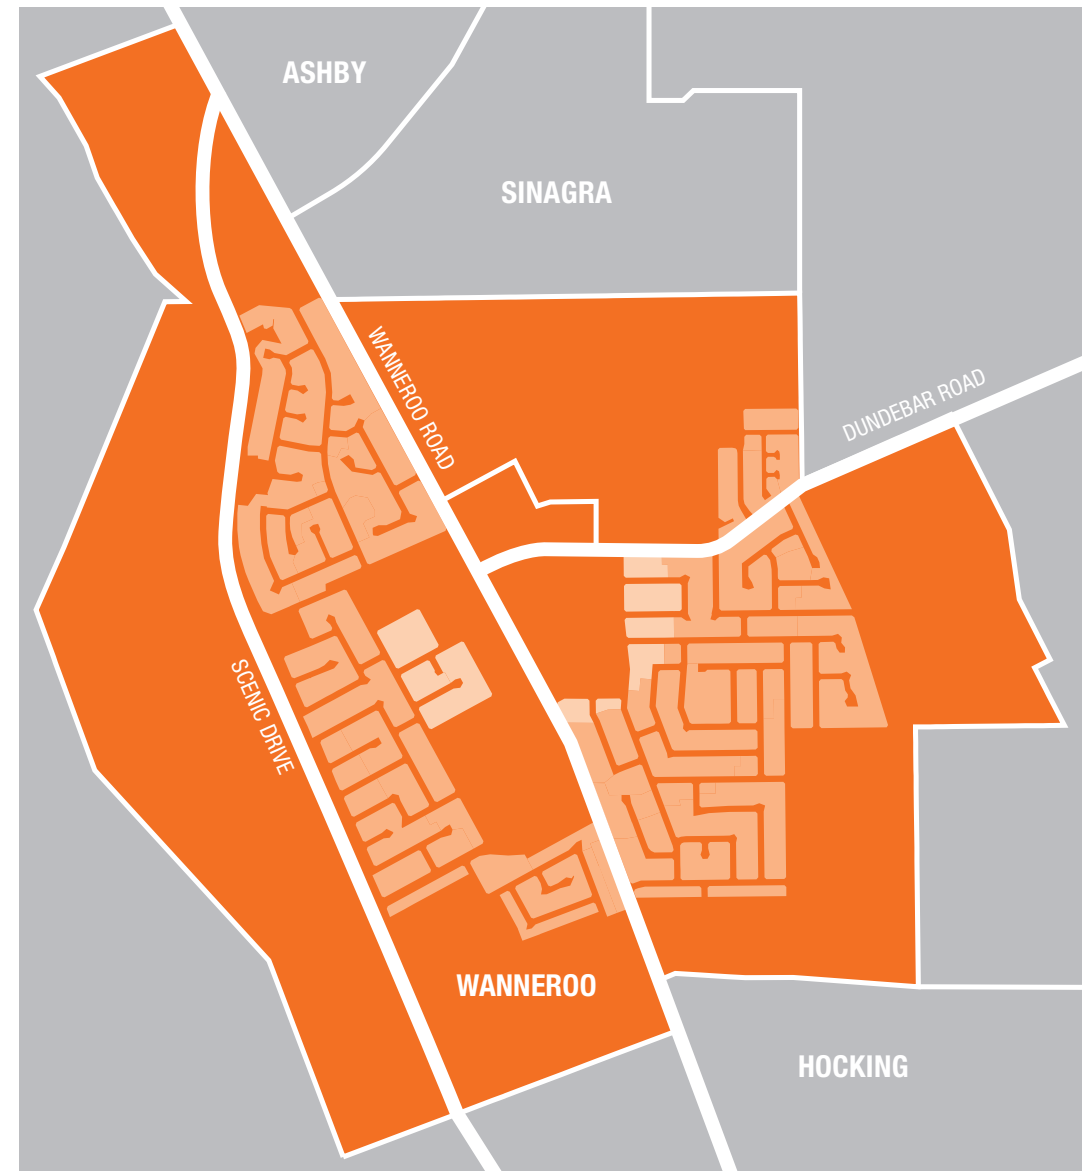 ASHBY
SINAGRA
WANNEROO ROAD
DUNDEBAR ROAD
SCENIC DRIVE
WANNEROO
HOCKING